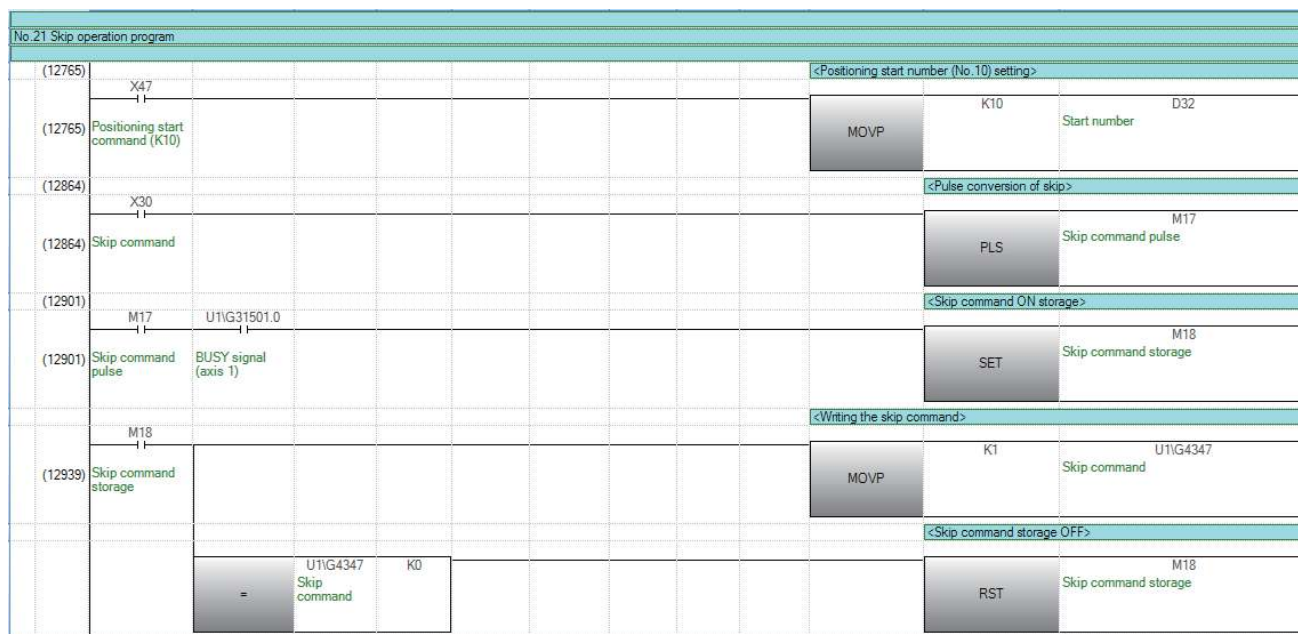 No.21 Skip operation program
(12765)
<Positioning start number (No.10) setting>
X47
(12765)
Positioning start
command (K10)
MOVP
K10
D32
Start number
(12864)
<Pulse conversion of skip>
X30
(12864)
Skip command
PLS
M17
Skip command pulse
(12901)
<Skip command ON storage>
M17
U1\G31501.0
(12901)
Skip command
pulse
BUSY signal
(axis 1)
SET
M18
Skip command storage
<Writing the skip command>
M18
(12939)
Skip command
storage
MOVP
K1
U1\G4347
Skip command
<Skip command storage OFF>
=
U1\G4347
Skip
command
K0
RST
M18
Skip command storage